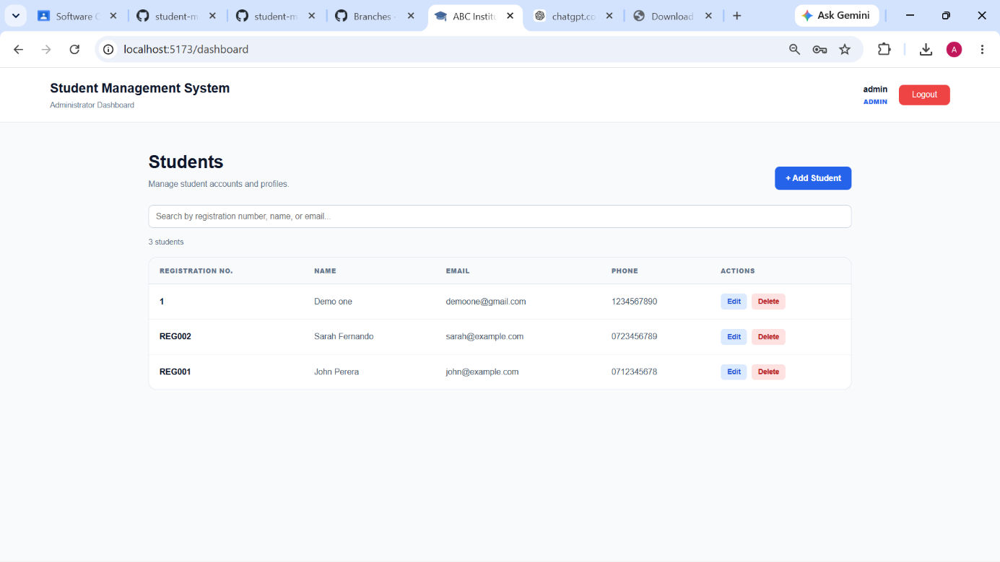 Software C
student-m
student-m
Branches ·
ABC Institu
chatgpt.co
Download
Ask Gemini
localhost:5173/dashboard
A
Student Management System
Administrator Dashboard
admin
ADMIN
Logout
Students
Manage student accounts and profiles.
+ Add Student
Search by registration number, name, or email...
3 students
REGISTRATION NO. NAME EMAIL PHONE ACTIONS
1 Demo one demoone@gmail.com 1234567890 Edit Delete
REG002 Sarah Fernando sarah@example.com 0723456789 Edit Delete
REG001 John Perera john@example.com 0712345678 Edit Delete